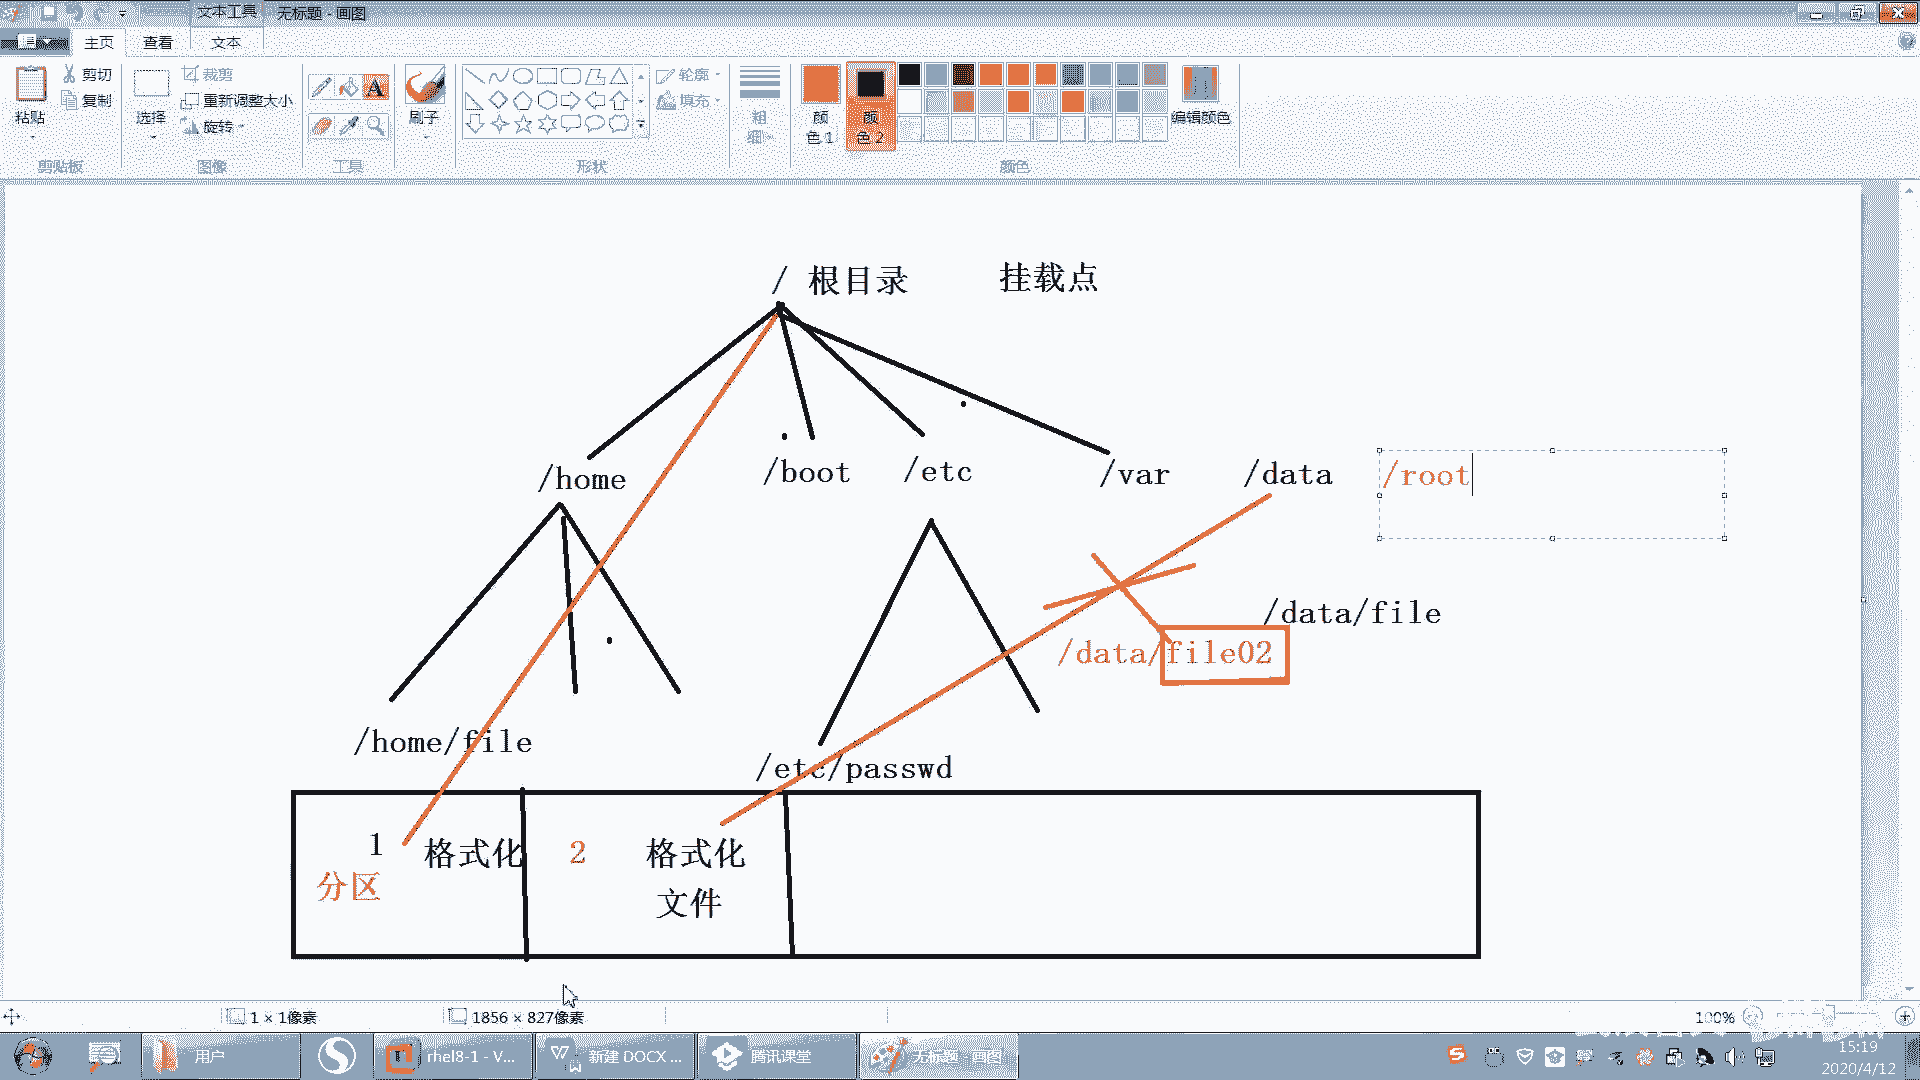 文本工具
无标题 - 画图
主页
查看
文本
粘贴
剪切
复制
剪贴板
选择
裁剪
重新调整大小
旋转
图像
A
工具
刷子
轮廓
填充
形状
粗细
颜色 1
颜色 2
编辑颜色
颜色
/ 根目录
挂载点
/home
/boot
/etc
/var
/data
/root
/data/file
/data/file02
/home/file
/etc/passwd
1
格式化
2
格式化
分区
文件
1 × 1像素
1856 × 827像素
100%
用户
rhel8-1 - V...
新建 DOCX ...
腾讯课堂
无标题 - 画图
15:19
2020/4/12